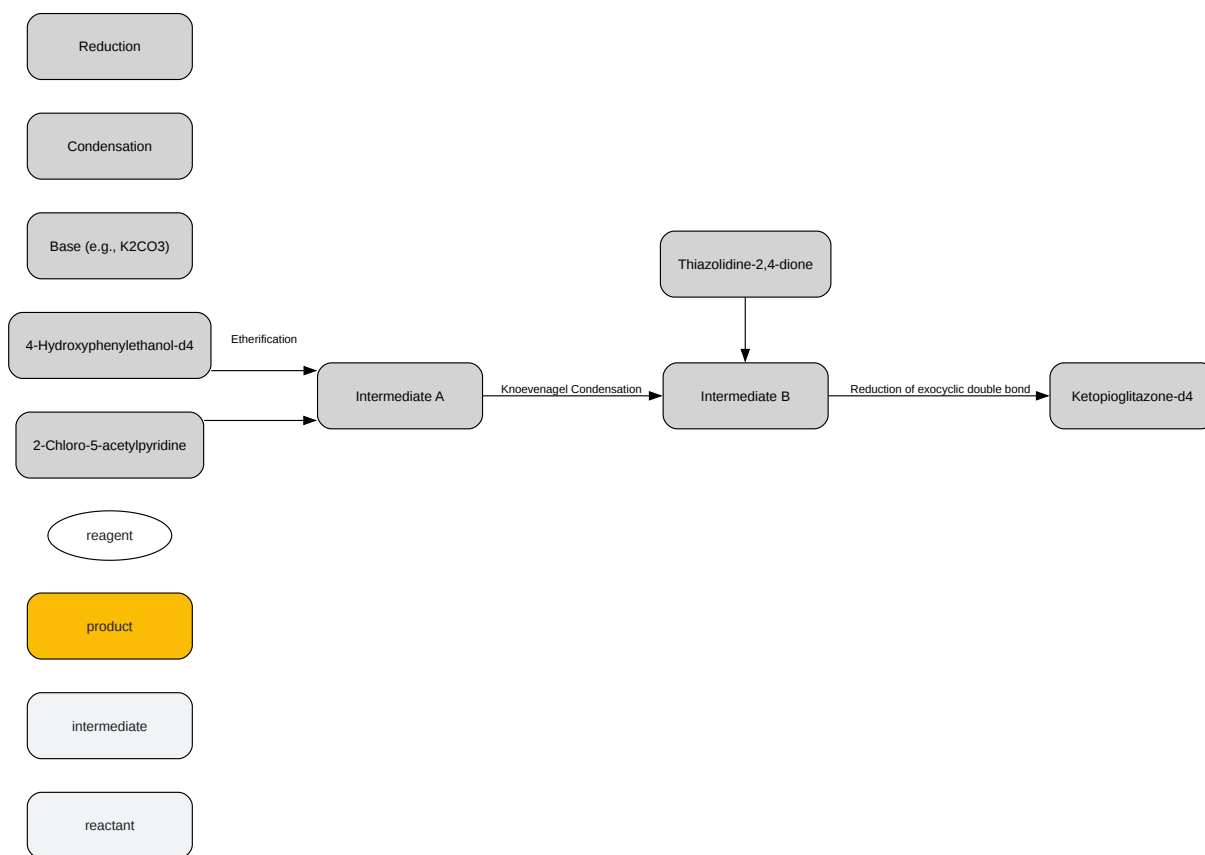 Reduction
Condensation
Base (e.g., K2CO3)
Thiazolidine-2,4-dione
4-Hydroxyphenylethanol-d4
Etherification
Intermediate A
Knoevenagel Condensation
Intermediate B
Reduction of exocyclic double bond
Ketopioglitazone-d4
2-Chloro-5-acetylpyridine
reagent
product
intermediate
reactant